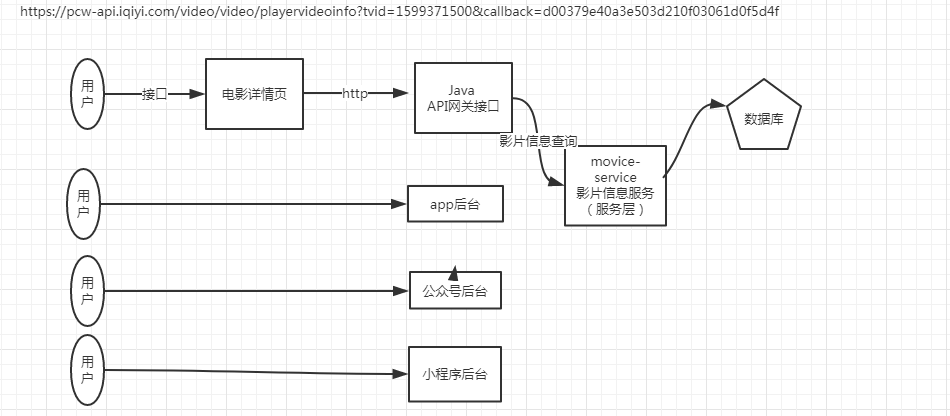 https://pcw-api.iqiyi.com/video/video/playervideoinfo?tvid=1599371500&callback=d00379e40a3e503d210f03061d0f5d4f
用
户
接口
电影详情页
http
Java
API网关接口
影片信息查询
movice-
service
影片信息服务
（服务层）
数据库
用
户
app后台
用
户
公众号后台
用
户
小程序后台